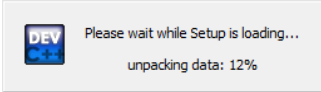 DEV
C++
Please wait while Setup is loading...
unpacking data: 12%